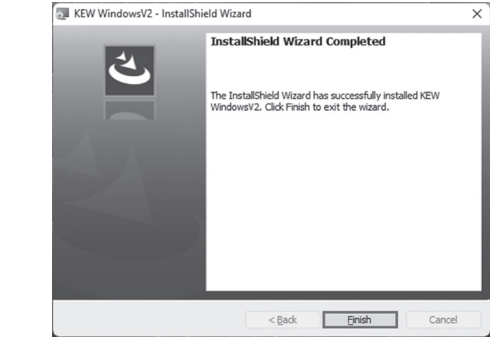 KEW WindowsV2 - InstallShield Wizard
InstallShield Wizard Completed
The InstallShield Wizard has successfully installed KEW
WindowsV2. Click Finish to exit the wizard.
< Back Finish Cancel